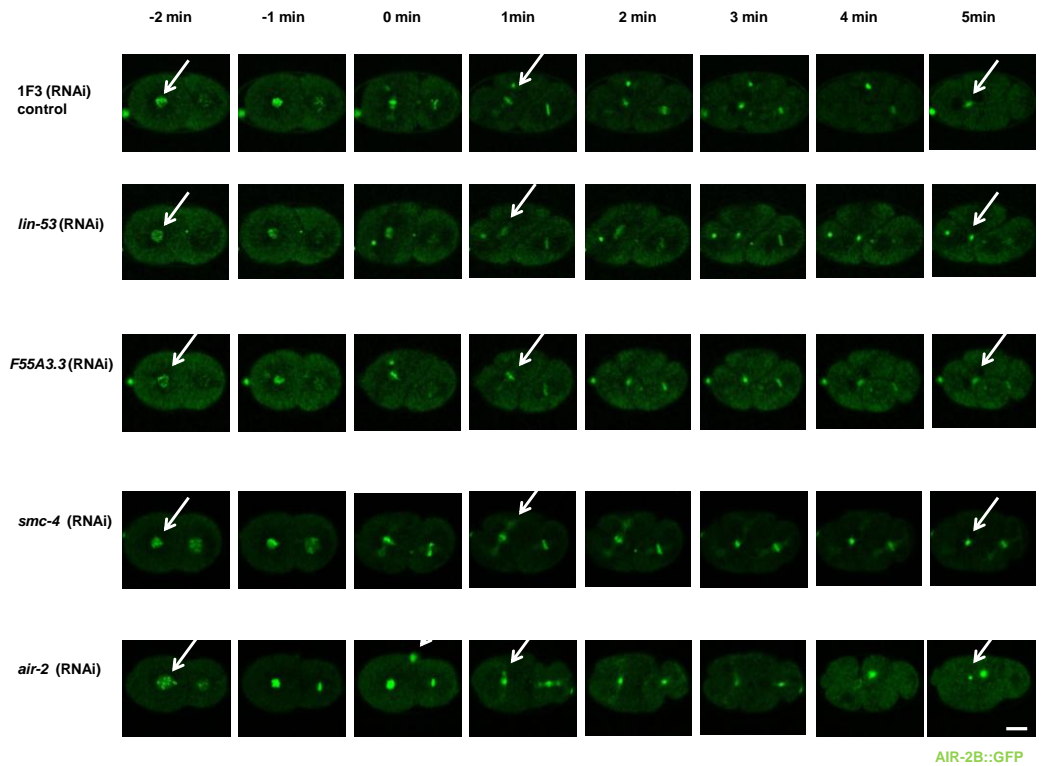 -2 min -1 min 0 min 1min 2 min 3 min 4 min 5min
1F3 (RNAi)
control
lin-53 (RNAi)
F55A3.3 (RNAi)
smc-4 (RNAi)
air-2 (RNAi)
AIR-2B::GFP